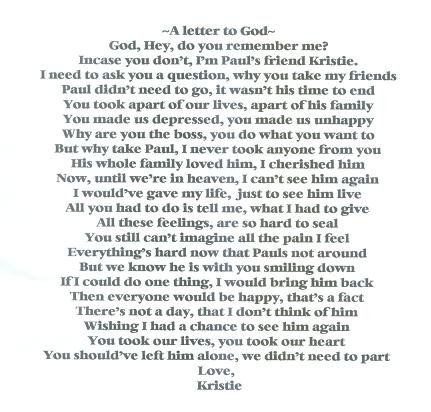 ~A letter to God~
God, Hey, do you remember me?
Incase you don't, I'm Paul's friend Kristie.
I need to ask you a question, why you take my friends
Paul didn't need to go, it wasn't his time to end
You took apart of our lives, apart of his family
You made us depressed, you made us unhappy
Why are you the boss, you do what you want to
But why take Paul, I never took anyone from you
His whole family loved him, I cherished him
Now, until we're in heaven, I can't see him again
I would've gave my life, just to see him live
All you had to do is tell me, what I had to give
All these feelings, are so hard to seal
You still can't imagine all the pain I feel
Everything's hard now that Pauls not around
But we know he is with you smiling down
If I could do one thing, I would bring him back
Then everyone would be happy, that's a fact
There's not a day, that I don't think of him
Wishing I had a chance to see him again
You took our lives, you took our heart
You should've left him alone, we didn't need to part
Love,
Kristie